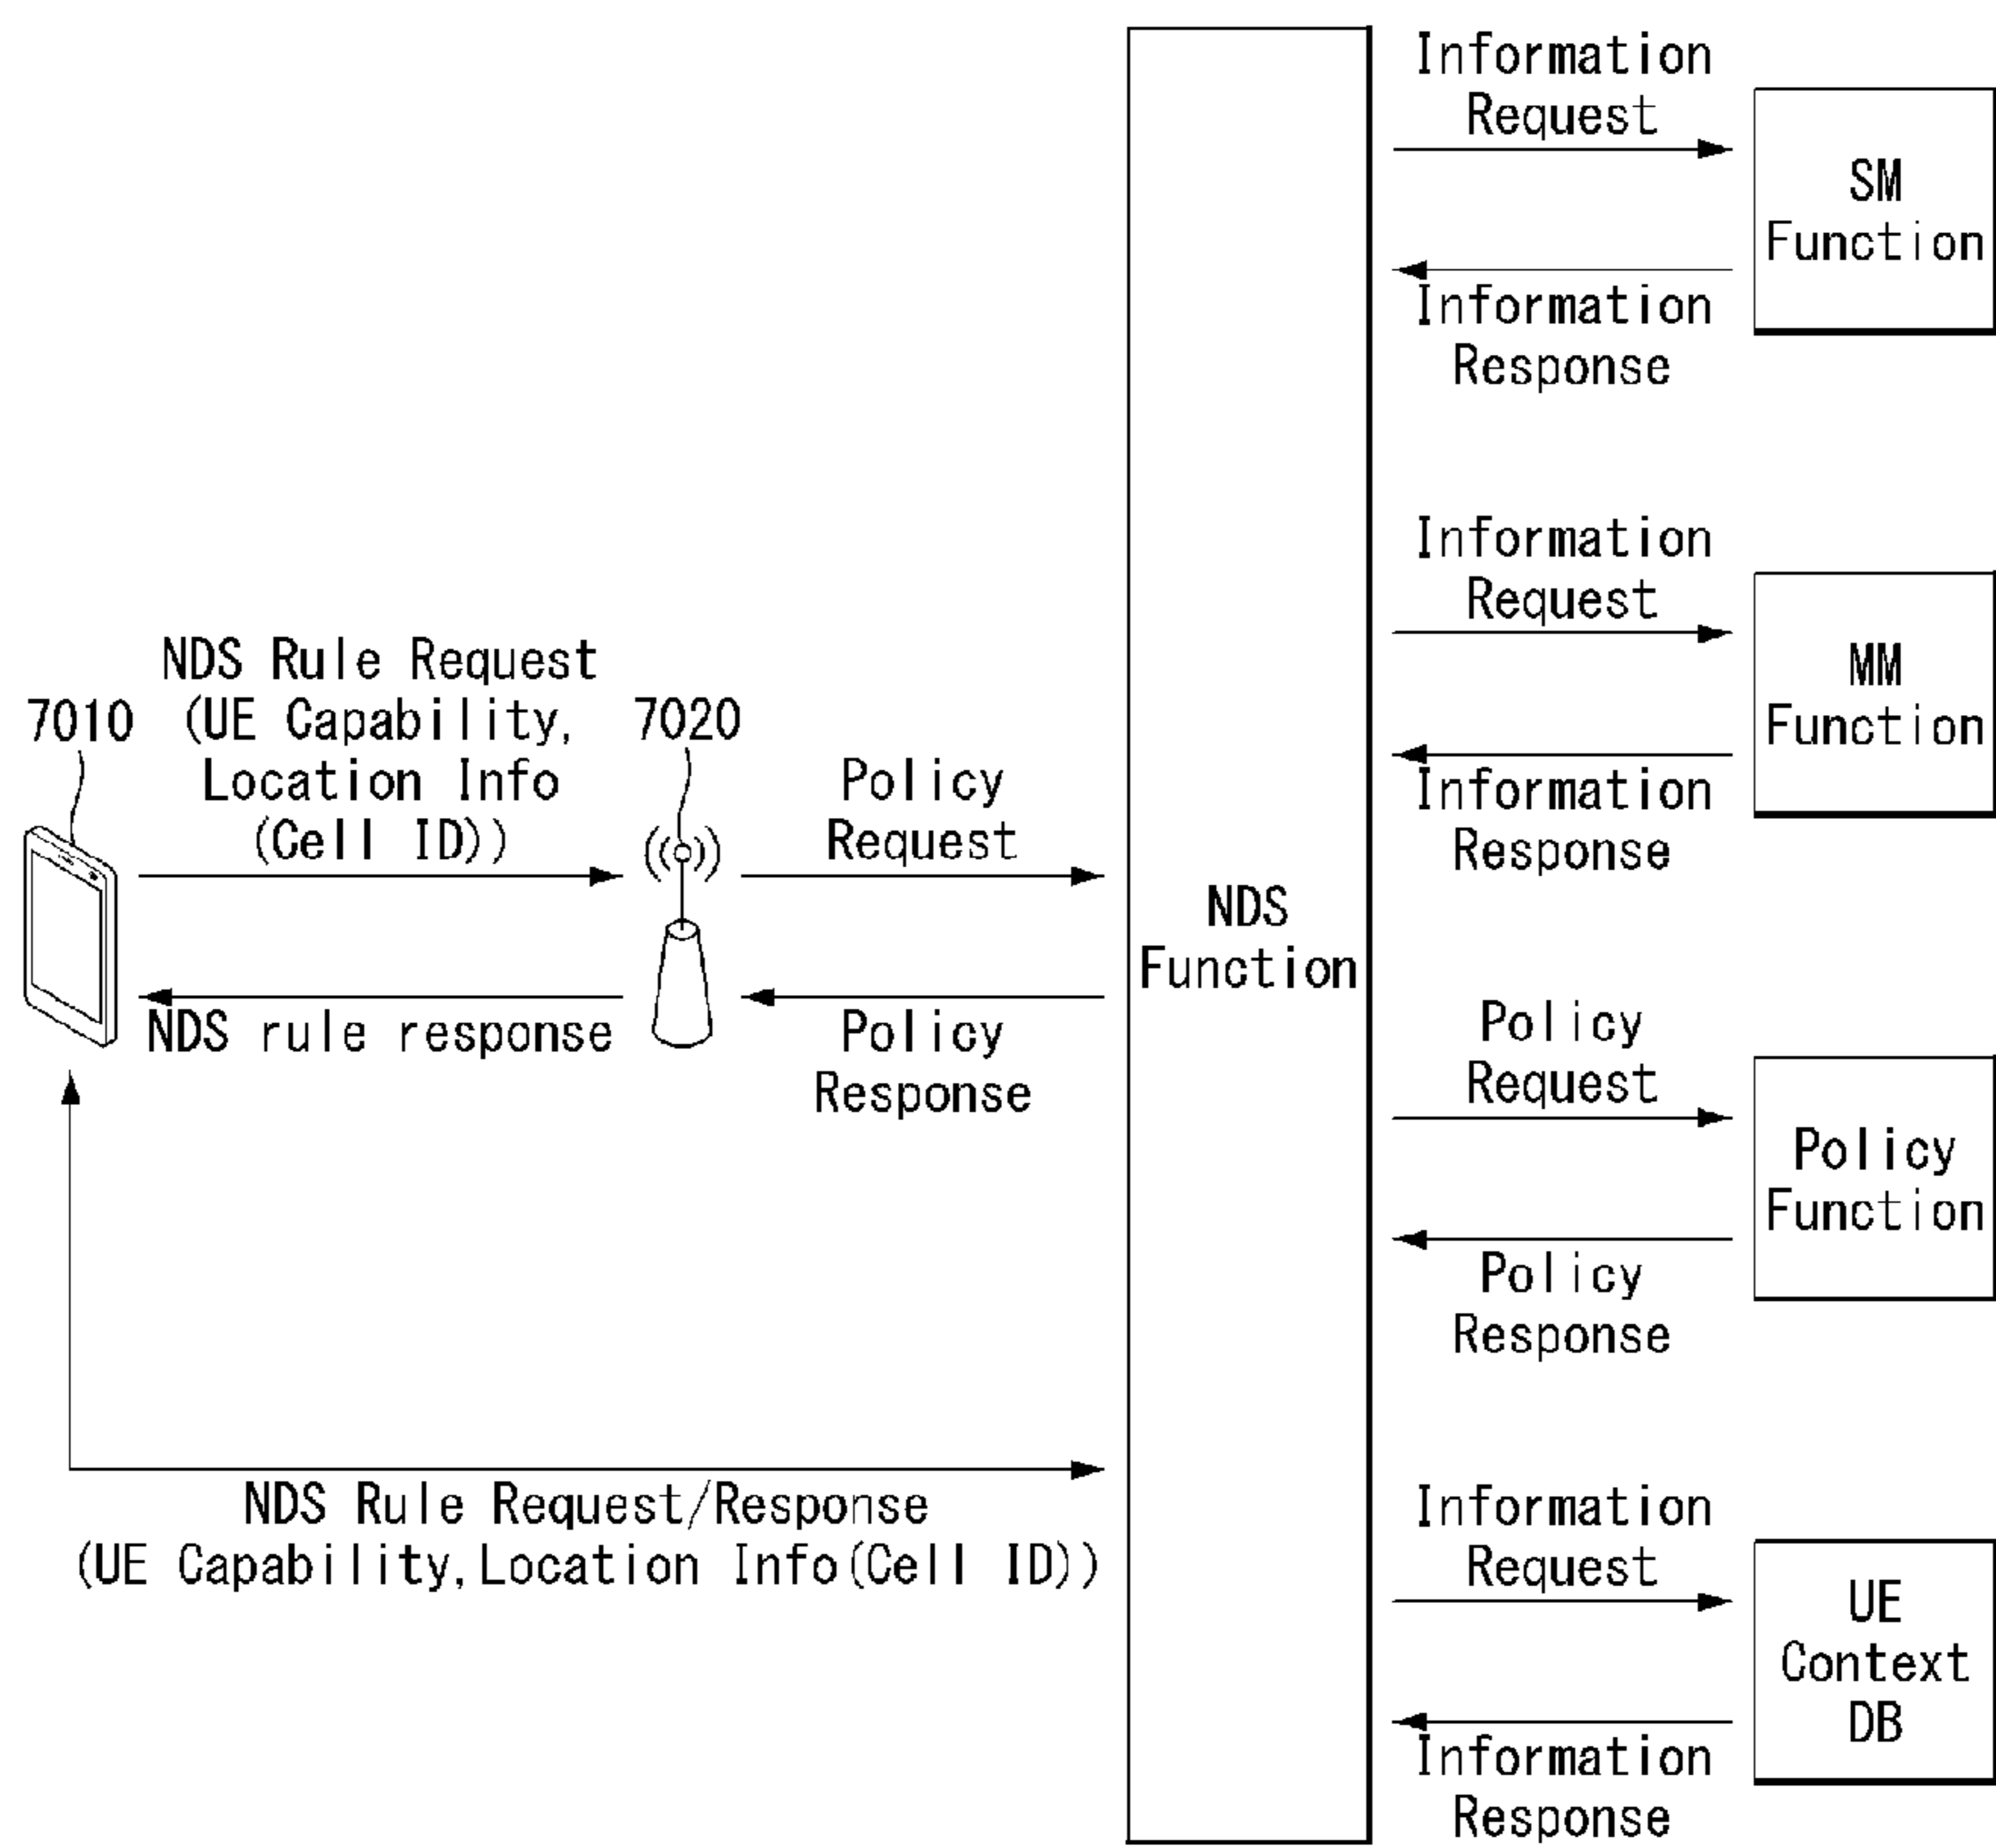 Information
Request
SM
Function
Information
Response
Information
Request
MM
Function
Information
Response
NDS Rule Request
(UE Capability,
Location Info
(Cell ID))
7010
7020
Policy
Request
NDS
Function
NDS rule response
Policy
Response
Policy
Request
Policy
Function
Policy
Response
NDS Rule Request/Response
(UE Capability, Location Info (Cell ID))
Information
Request
UE
Context
DB
Information
Response